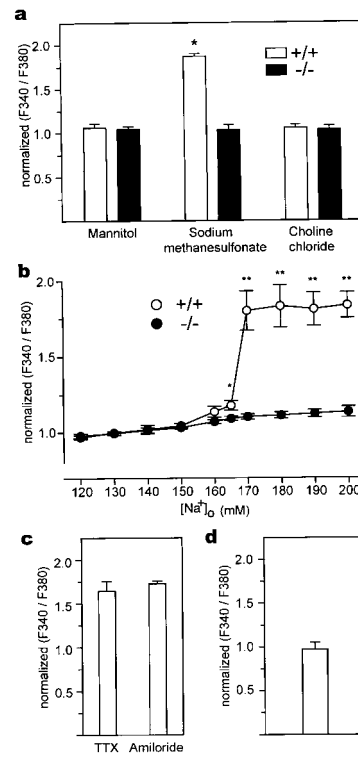 a
normalized (F340 / F380)
2.0
1.5
1.0
0.5
*
+/+
-/-
Mannitol
Sodium methanesulfonate
Choline chloride
b
normalized (F340 / F380)
2.0
1.5
1.0
+/+
-/-
*
** ** ** **
120 130 140 150 160 170 180 190 200
[Na+]o (mM)
c
normalized (F340 / F380)
2.0
1.5
1.0
0.5
TTX Amiloride
d
normalized (F340 / F380)
2.0
1.5
1.0
0.5